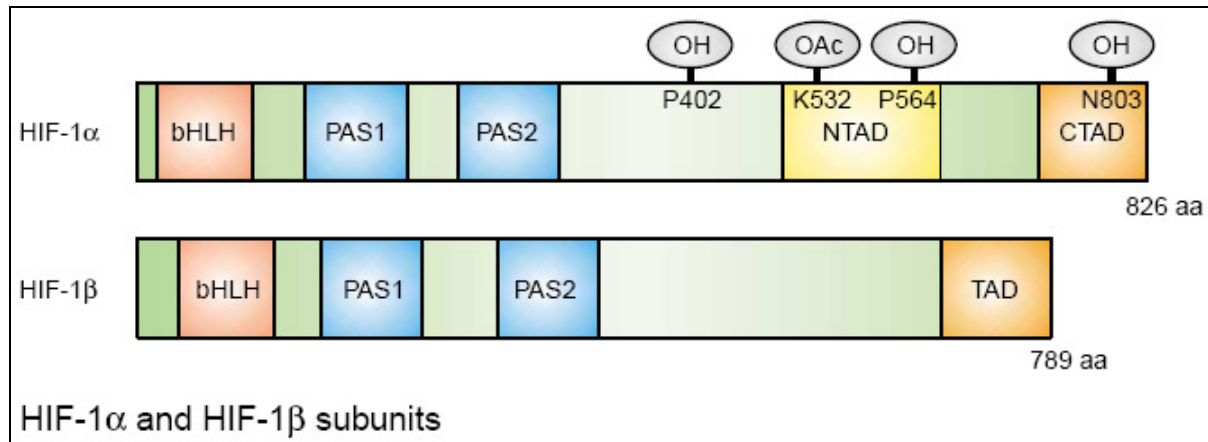 OH OAc OH OH
P402 K532 P564 N803
HIF-1α bHLH PAS1 PAS2 NTAD CTAD
826 aa
HIF-1β bHLH PAS1 PAS2 TAD
789 aa
HIF-1α and HIF-1β subunits